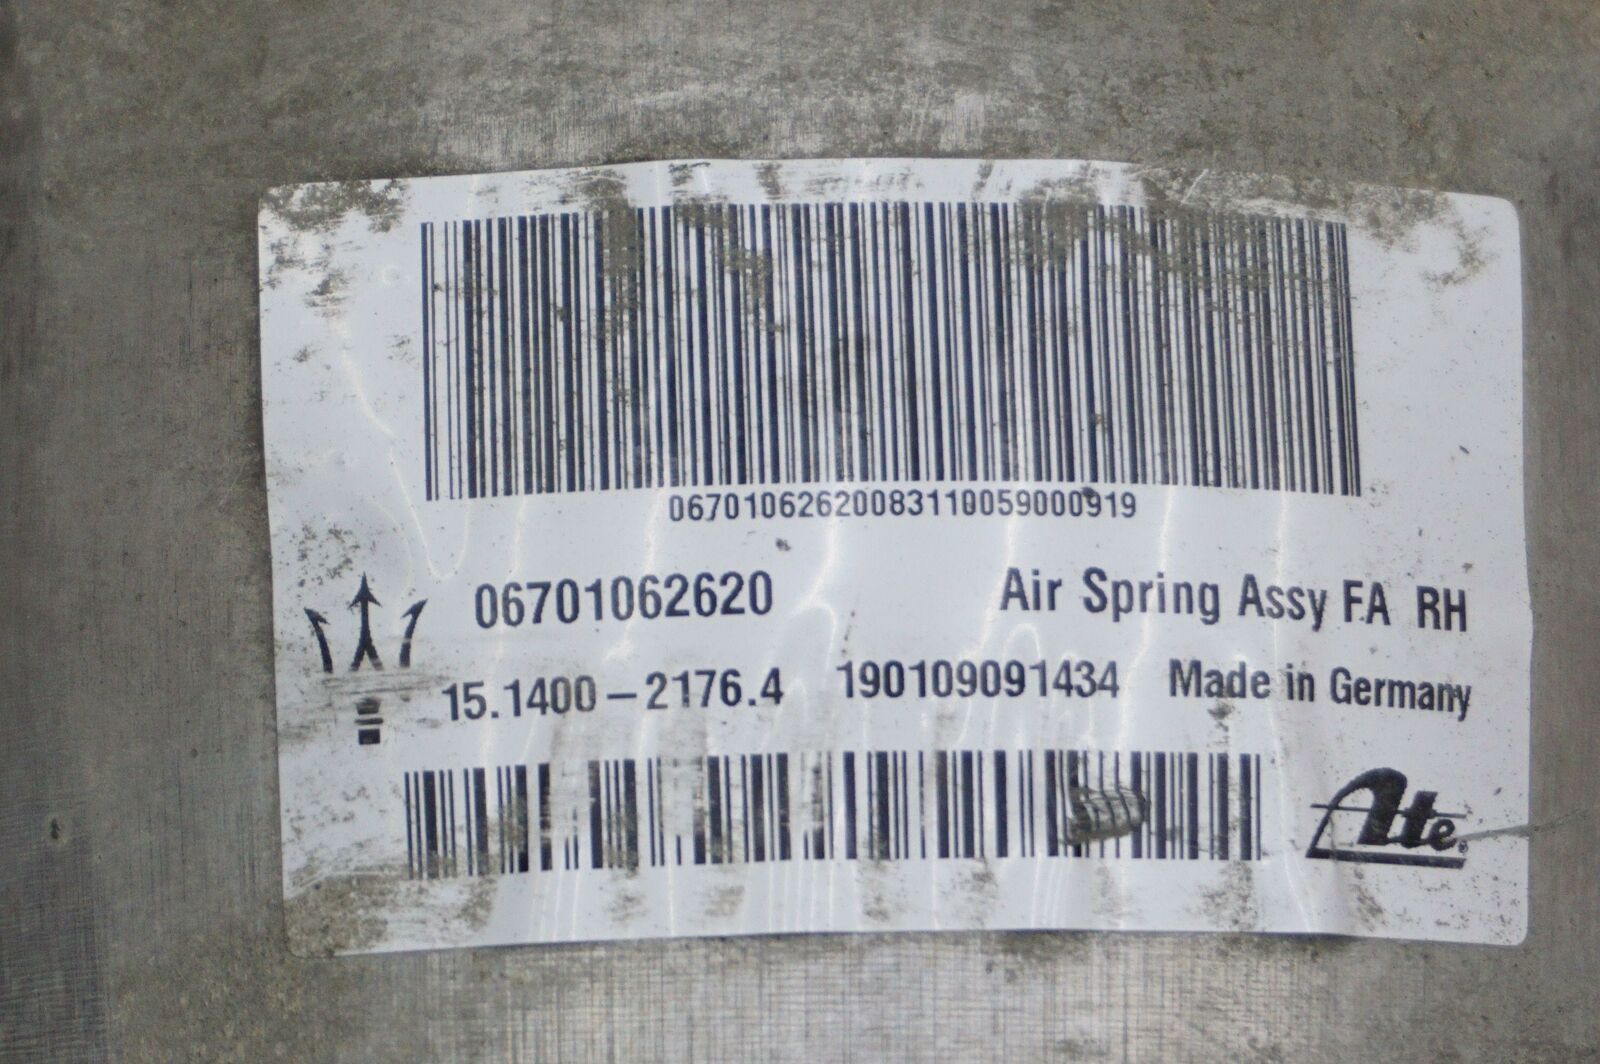 06701062620083110059000919
06701062620 Air Spring Assy FA RH
15.1400-2176.4 190109091434 Made in Germany
Ate®